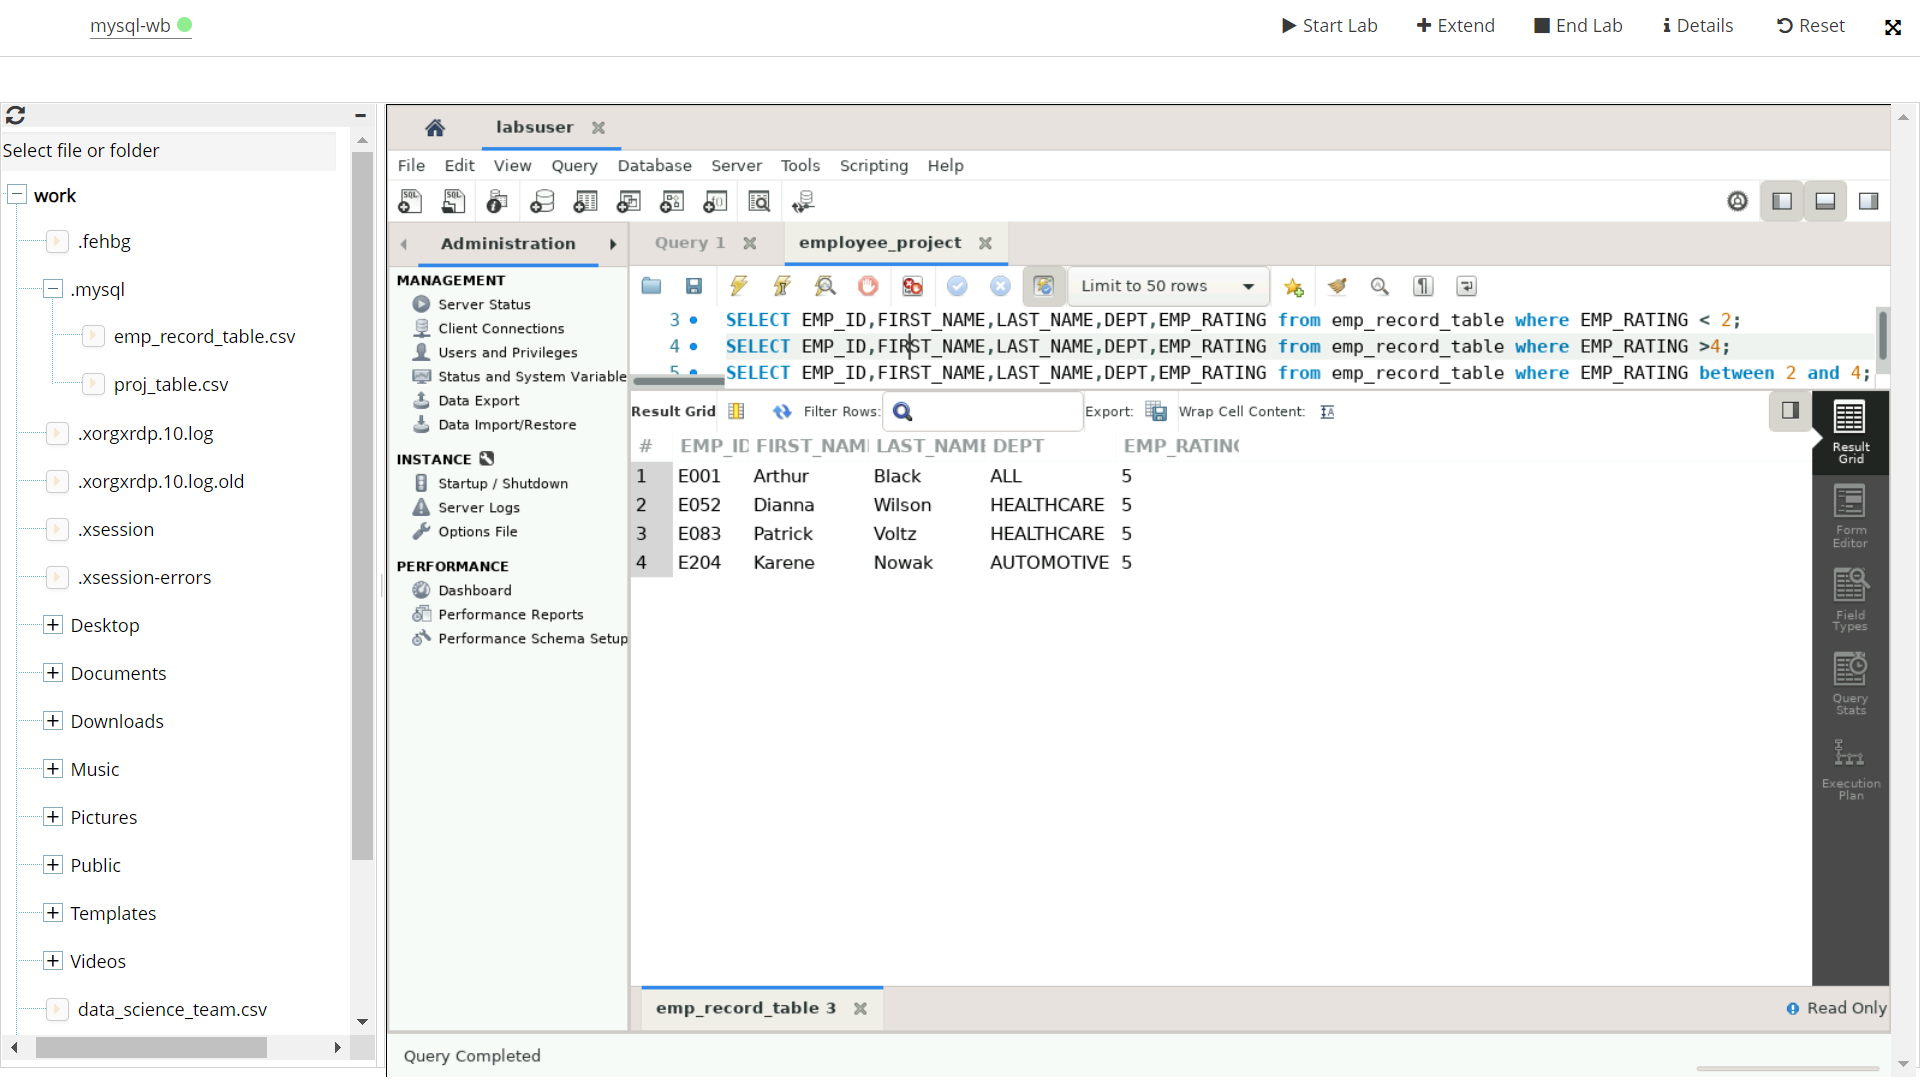 mysql-wb
Start Lab
Extend
End Lab
Details
Reset
Select file or folder
work
.fehbg
.mysql
emp_record_table.csv
proj_table.csv
.xorgxrdp.10.log
.xorgxrdp.10.log.old
.xsession
.xsession-errors
Desktop
Documents
Downloads
Music
Pictures
Public
Templates
Videos
data_science_team.csv
labsuser
File Edit View Query Database Server Tools Scripting Help
Administration
MANAGEMENT
Server Status
Client Connections
Users and Privileges
Status and System Variable
Data Export
Data Import/Restore
INSTANCE
Startup / Shutdown
Server Logs
Options File
PERFORMANCE
Dashboard
Performance Reports
Performance Schema Setup
Query 1
employee_project
Limit to 50 rows
3 SELECT EMP_ID,FIRST_NAME,LAST_NAME,DEPT,EMP_RATING from emp_record_table where EMP_RATING < 2;
4 SELECT EMP_ID,FIRST_NAME,LAST_NAME,DEPT,EMP_RATING from emp_record_table where EMP_RATING >4;
5 SELECT EMP_ID,FIRST_NAME,LAST_NAME,DEPT,EMP_RATING from emp_record_table where EMP_RATING between 2 and 4;
Result Grid Filter Rows: Export: Wrap Cell Content:
# EMP_ID FIRST_NAME LAST_NAME DEPT EMP_RATING
1 E001 Arthur Black ALL 5
2 E052 Dianna Wilson HEALTHCARE 5
3 E083 Patrick Voltz HEALTHCARE 5
4 E204 Karene Nowak AUTOMOTIVE 5
Result
Grid
Form
Editor
Field
Types
Query
Stats
Execution
Plan
emp_record_table 3
Read Only
Query Completed